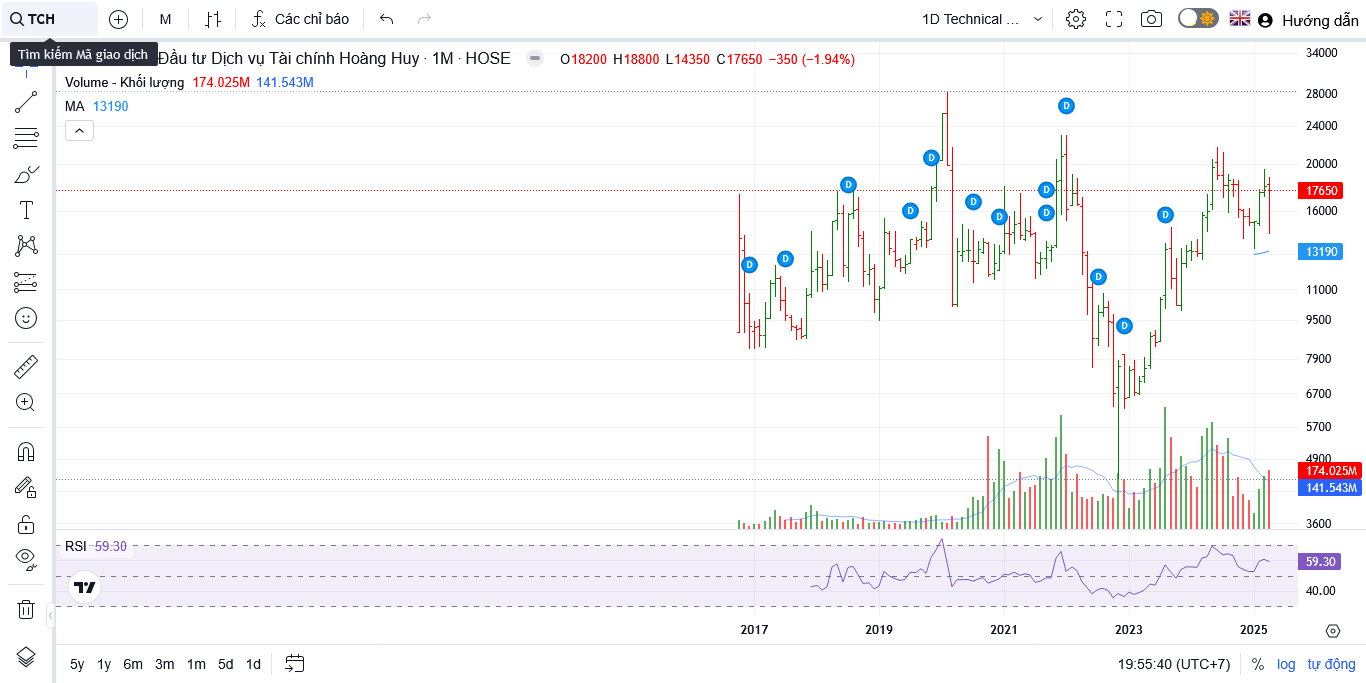 TCH
M
Các chỉ báo
1D Technical ...
Hướng dẫn
Tìm kiếm Mã giao dịch
Đầu tư Dịch vụ Tài chính Hoàng Huy · 1M · HOSE
O18200 H18800 L14350 C17650 −350 (−1.94%)
Volume - Khối lượng 174.025M 141.543M
MA 13190
34000
28000
24000
20000
17650
16000
13190
11000
9500
7900
6700
5700
4900
174.025M
141.543M
3600
D
D
D
D
D
D
D
D
D
D
D
D
D
RSI 59.30
59.30
40.00
2017
2019
2021
2023
2025
5y 1y 6m 3m 1m 5d 1d
19:55:40 (UTC+7)
% log tự động